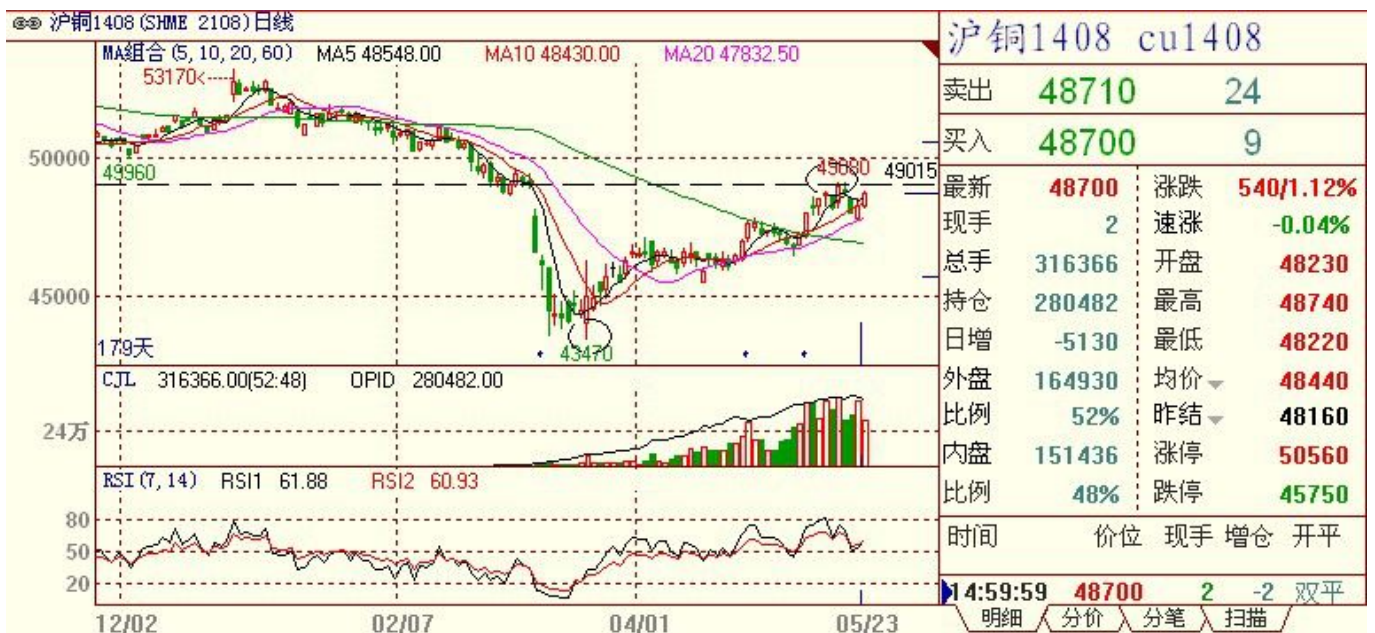 沪铜1408(SHME 2108)日线
MA组合(5,10,20,60) MA5 48548.00 MA10 48430.00 MA20 47832.50
53170<
50000
49960
49080
49015
45000
43470
179天
CJL 316366.00(52:48) OPID 280482.00
24万
RSI(7,14) RSI1 61.88 RSI2 60.93
80
50
20
12/02 02/07 04/01 05/23
沪铜1408 cu1408
卖出 48710 24
买入 48700 9
最新 48700 涨跌 540/1.12%
现手 2 速涨 -0.04%
总手 316366 开盘 48230
持仓 280482 最高 48740
日增 -5130 最低 48220
外盘 164930 均价 48440
比例 52% 昨结 48160
内盘 151436 涨停 50560
比例 48% 跌停 45750
时间 价位 现手 增仓 开平
14:59:59 48700 2 -2 双平
明细 分价 分笔 扫描